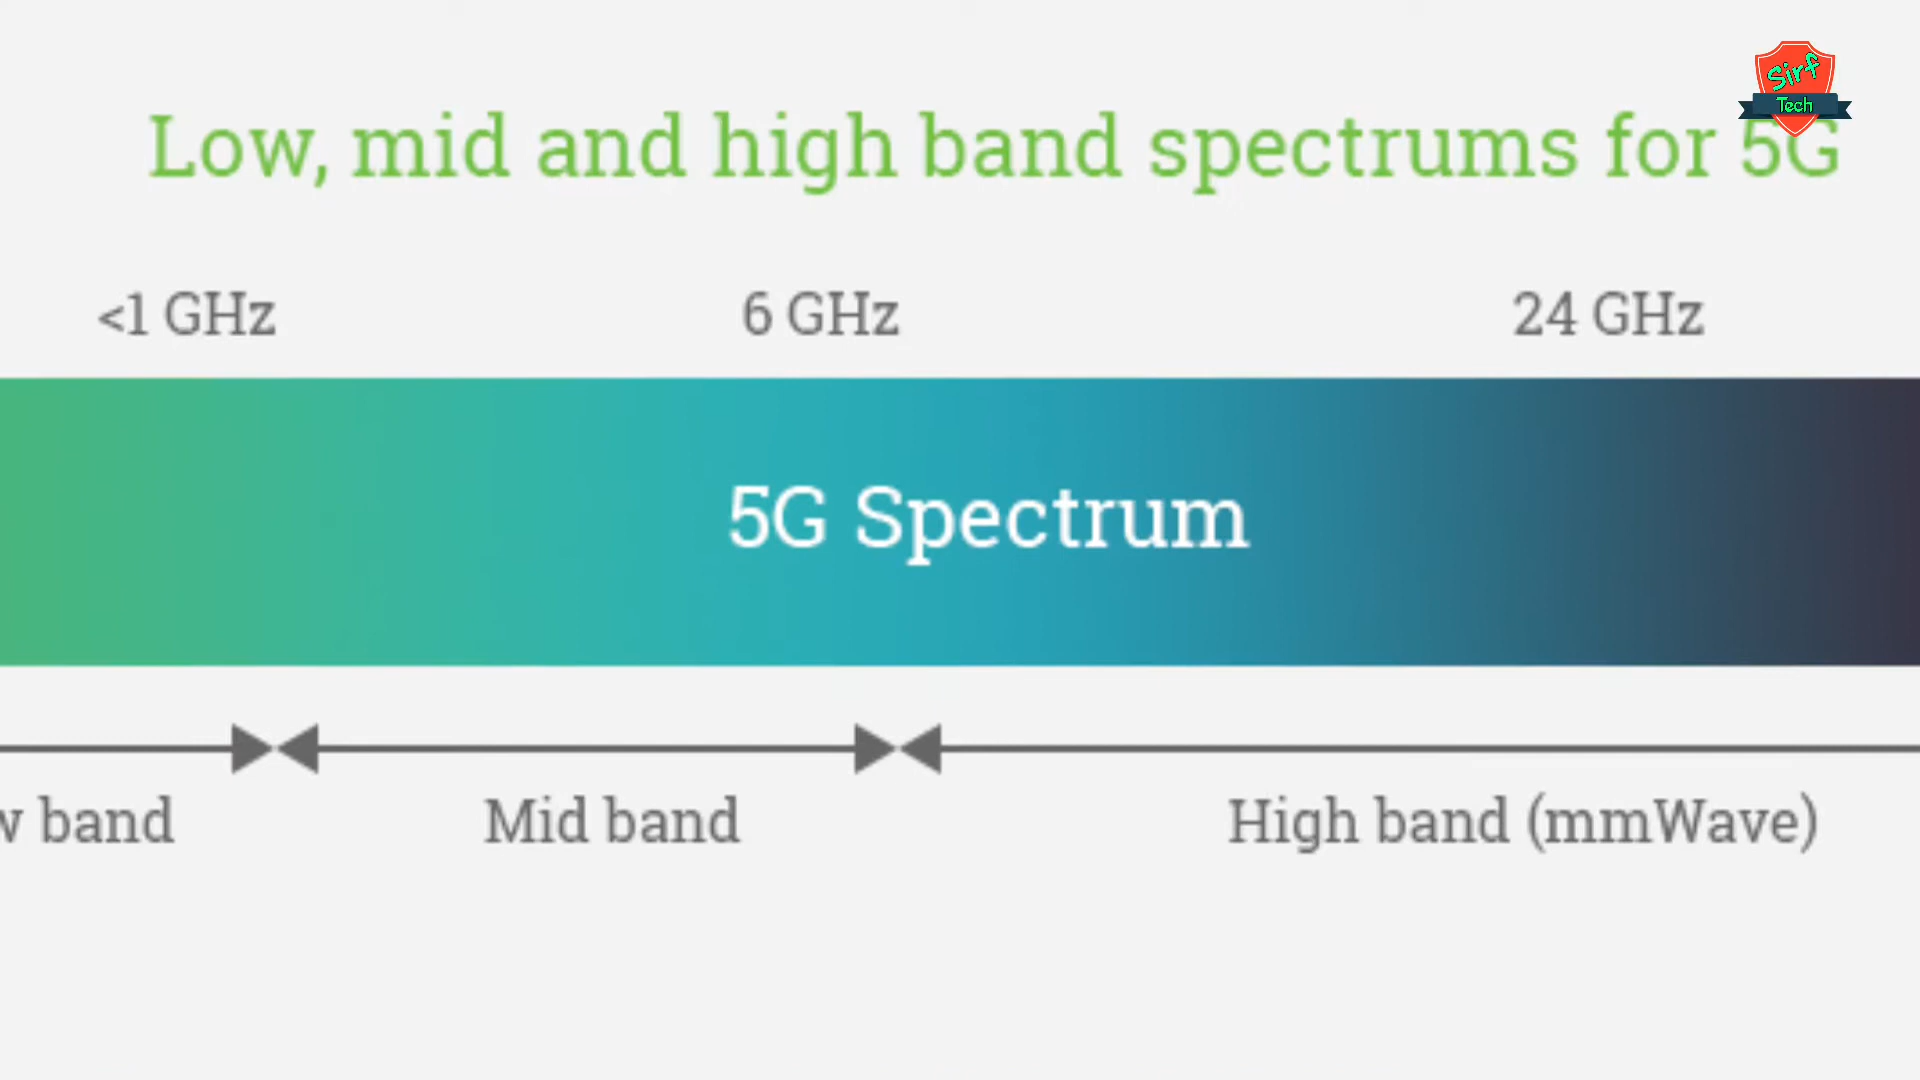 Sirf
Tech
Low, mid and high band spectrums for 5G
<1 GHz 6 GHz 24 GHz
5G Spectrum
band Mid band High band (mmWave)